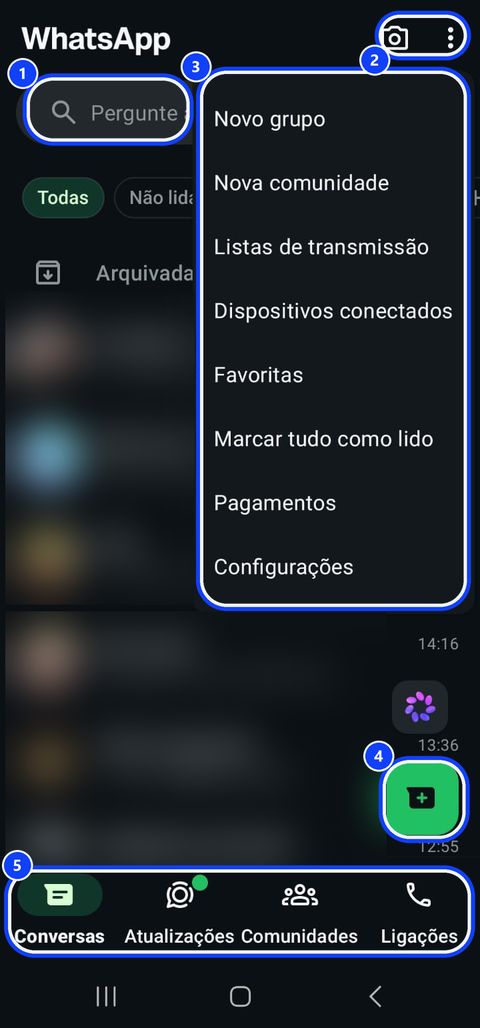 WhatsApp
1
2
3
Pergunte
Novo grupo
Nova comunidade
Listas de transmissão
Dispositivos conectados
Favoritas
Marcar tudo como lido
Pagamentos
Configurações
Todas
Não lida
H
Arquivada
14:16
13:36
4
12:55
5
Conversas Atualizações Comunidades Ligações